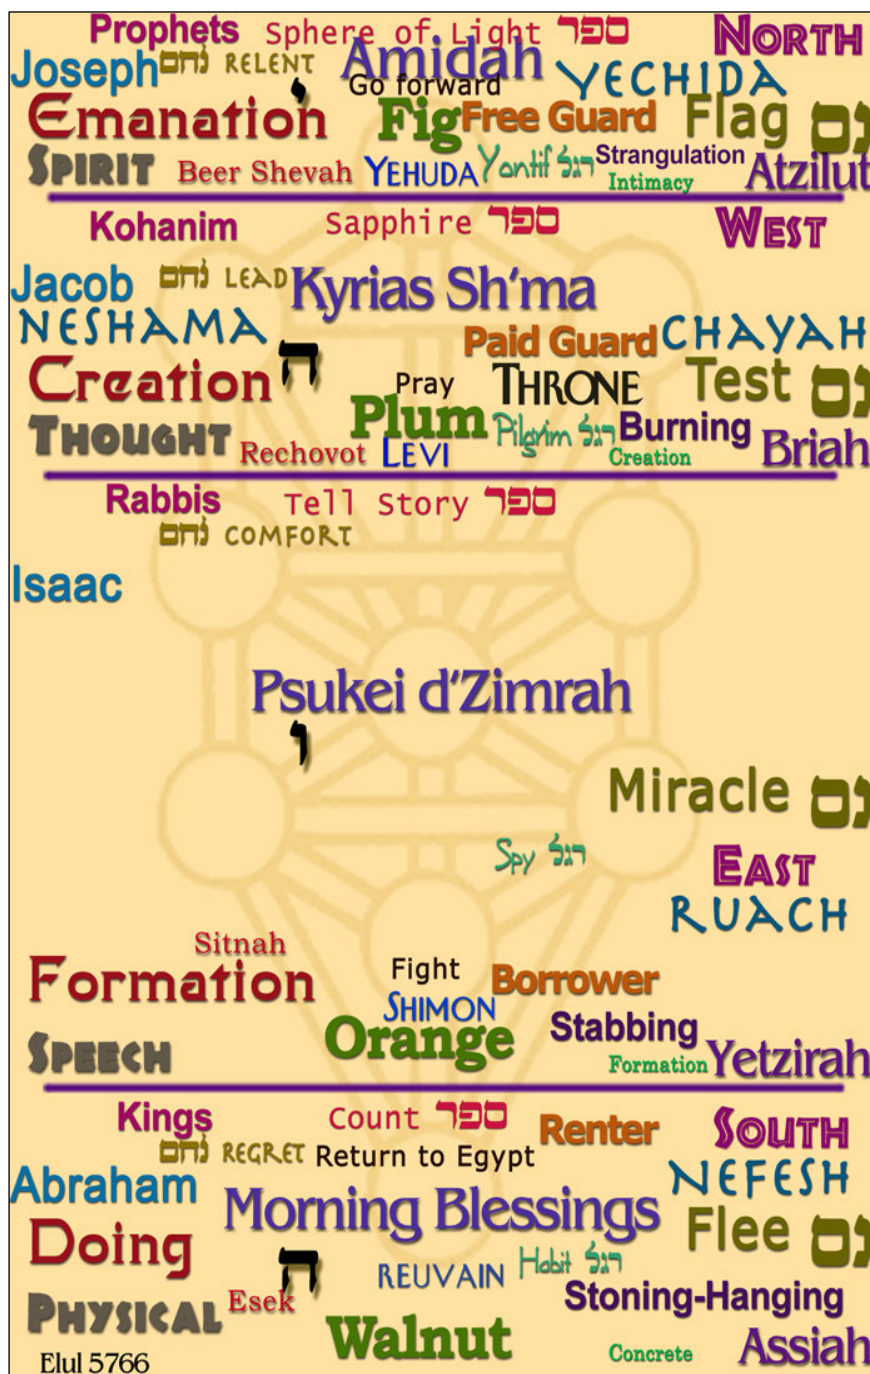 Prophets Sphere of Light ספר NORTH
Joseph נחם RELENT Amidah YECHIDA
Go forward
Emanation י Fig Free Guard Flag נס
SPIRIT Beer Shevah YEHUDA Yontif רגל Strangulation Atzilut
Intimacy
Kohanim Sapphire ספר WEST
Jacob נחם LEAD Kyrias Sh'ma
NESHAMA Paid Guard CHAYAH
Creation ה Pray THRONE Test נס
THOUGHT Plum Pilgrim רגל Burning Briah
Rechovot LEVI Creation
Rabbis Tell Story ספר
נחם COMFORT
Isaac
Psukei d'Zimrah
ו
Miracle נס
Spy רגל EAST
RUACH
Sitnah
Formation Fight Borrower
SHIMON
SPEECH Orange Stabbing Yetzirah
Formation
Kings Count ספר Renter SOUTH
נחם REGRET Return to Egypt
Abraham Morning Blessings NEFESH
Doing ה REUVAIN Habit רגל Flee נס
PHYSICAL Esek Stoning-Hanging
Walnut Concrete Assiah
Elul 5766